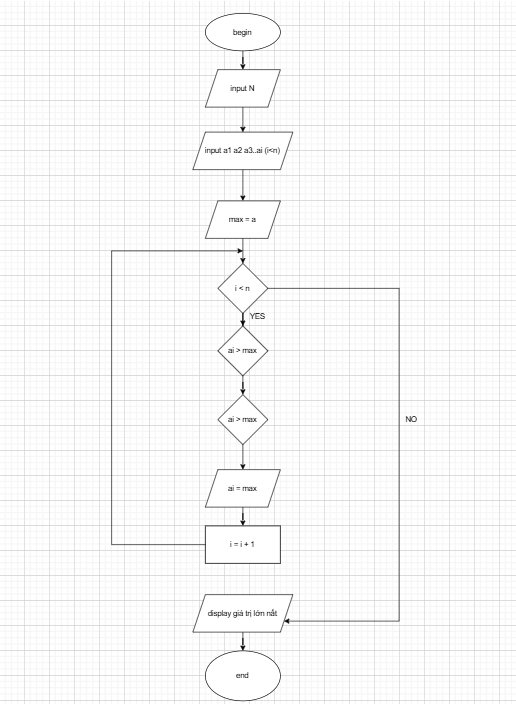 begin
input N
input a1 a2 a3..ai (i<n)
max = a
i < n
YES
ai > max
ai > max
NO
ai = max
i = i + 1
display giá trị lớn nất
end